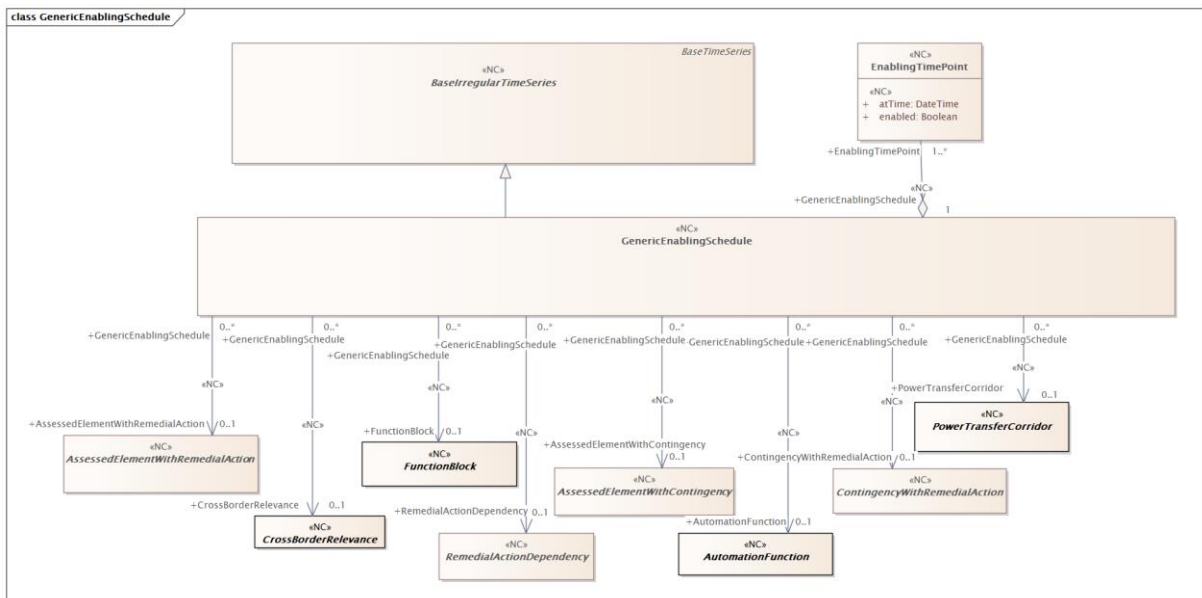 class GenericEnablingSchedule
BaseTimeSeries
«NC»
BaseIrregularTimeSeries
«NC»
EnablingTimePoint
«NC»
+ atTime: DateTime
+ enabled: Boolean
+EnablingTimePoint 1..*
«NC»
+GenericEnablingSchedule
1
«NC»
GenericEnablingSchedule
0..* 0..* 0..* 0..* 0..* 0..* 0..* 0..*
+GenericEnablingSchedule
+GenericEnablingSchedule
+GenericEnablingSchedule
+GenericEnablingSchedule
+GenericEnablingSchedule
GenericEnablingSchedule
+GenericEnablingSchedule
+GenericEnablingSchedule
«NC» «NC» «NC» «NC» «NC» «NC» «NC» «NC»
+AssessedElementWithRemedialAction 0..1
«NC»
AssessedElementWithRemedialAction
+CrossBorderRelevance 0..1
«NC»
CrossBorderRelevance
+FunctionBlock 0..1
«NC»
FunctionBlock
+RemedialActionDependency 0..1
«NC»
RemedialActionDependency
+AssessedElementWithContingency
0..1
«NC»
AssessedElementWithContingency
+AutomationFunction 0..1
«NC»
AutomationFunction
+ContingencyWithRemedialAction 0..1
«NC»
ContingencyWithRemedialAction
+PowerTransferCorridor
0..1
«NC»
PowerTransferCorridor